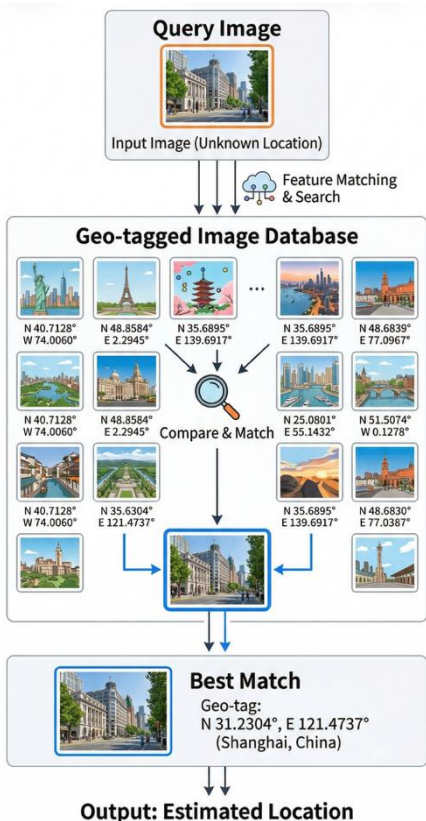 Query Image
Input Image (Unknown Location)
Feature Matching
& Search
Geo-tagged Image Database
...
N 40.7128°
W 74.0060°
N 48.8584°
E 2.2945°
N 35.6895°
E 139.6917°
N 35.6895°
E 139.6917°
N 48.6839°
E 77.0967°
Compare & Match
N 40.7128°
W 74.0060°
N 48.8584°
E 2.2945°
N 25.0801°
E 55.1432°
N 51.5074°
W 0.1278°
N 40.7128°
W 74.0060°
N 35.6304°
E 121.4737°
N 35.6895°
E 139.6917°
N 48.6830°
E 77.0387°
Best Match
Geo-tag:
N 31.2304°, E 121.4737°
(Shanghai, China)
Output: Estimated Location